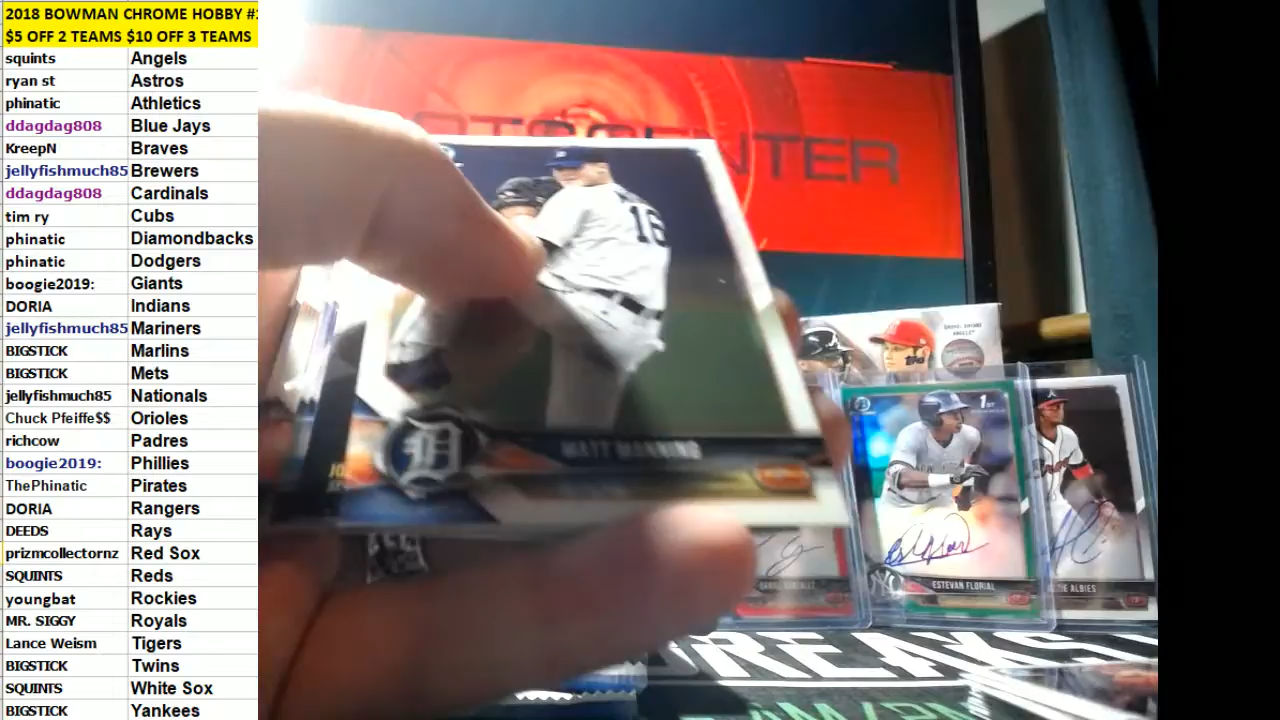 2018 BOWMAN CHROME HOBBY #
$5 OFF 2 TEAMS $10 OFF 3 TEAMS
squints Angels
ryan st Astros
phinatic Athletics
ddagdag808 Blue Jays
KreepN Braves
jellyfishmuch85 Brewers
ddagdag808 Cardinals
tim ry Cubs
phinatic Diamondbacks
phinatic Dodgers
boogie2019: Giants
DORIA Indians
jellyfishmuch85 Mariners
BIGSTICK Marlins
BIGSTICK Mets
jellyfishmuch85 Nationals
Chuck Pfeiffe$$ Orioles
richcow Padres
boogie2019: Phillies
ThePhinatic Pirates
DORIA Rangers
DEEDS Rays
prizmcollectornz Red Sox
SQUINTS Reds
youngbat Rockies
MR. SIGGY Royals
Lance Weism Tigers
BIGSTICK Twins
SQUINTS White Sox
BIGSTICK Yankees
16
D
MATT MANNING
topps
1st
ESTEVAN FLORIAL
ALBIES
BREAKS